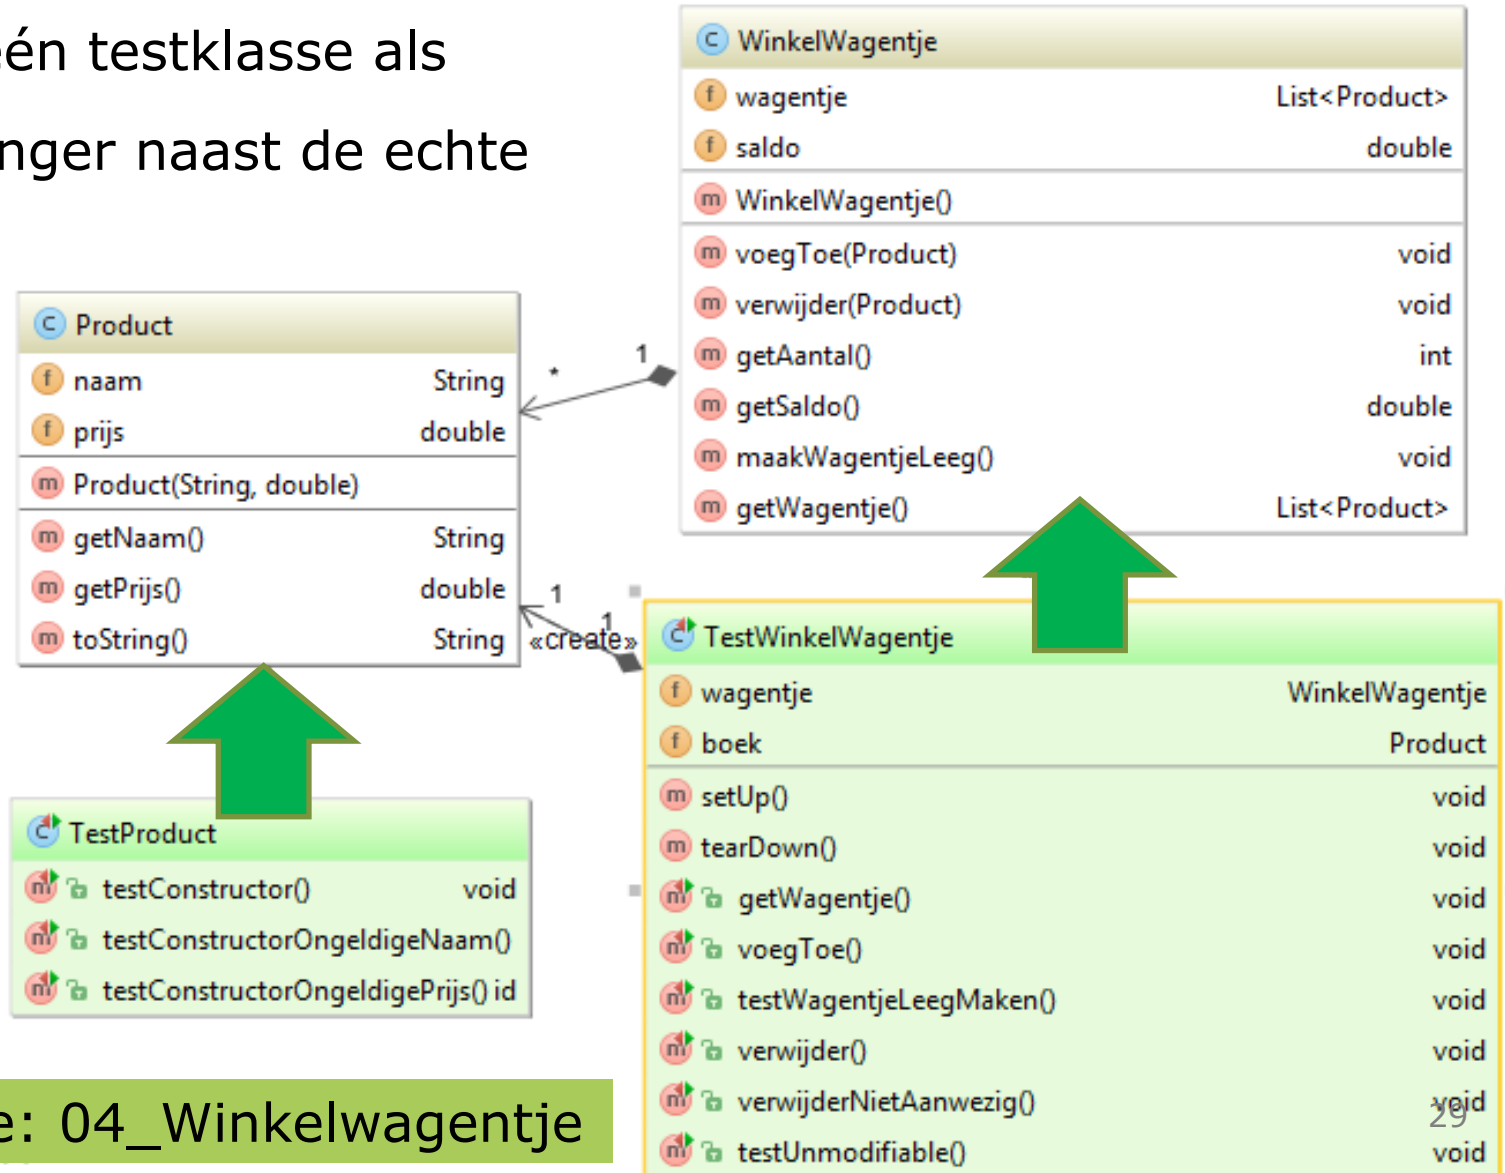 één testklasse als
nger naast de echte
WinkelWagentje
wagentje List<Product>
saldo double
WinkelWagentje()
voegToe(Product) void
verwijder(Product) void
getAantal() int
getSaldo() double
maakWagentjeLeeg() void
getWagentje() List<Product>
Product
naam String
prijs double
Product(String, double)
getNaam() String
getPrijs() double
toString() String
1
*
1
1
«create»
TestWinkelWagentje
wagentje WinkelWagentje
boek Product
setUp() void
tearDown() void
getWagentje() void
voegToe() void
testWagentjeLeegMaken() void
verwijder() void
verwijderNietAanwezig() void
testUnmodifiable() void
TestProduct
testConstructor() void
testConstructorOngeldigeNaam()
testConstructorOngeldigePrijs() id
e: 04_Winkelwagentje
29